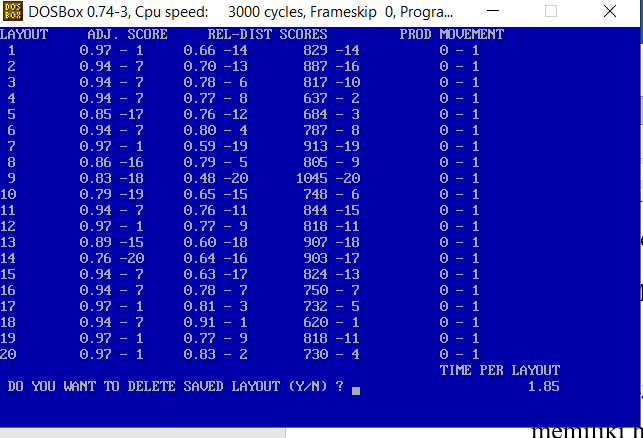 DOSBox 0.74-3, Cpu speed: 3000 cycles, Frameskip 0, Progra...
LAYOUT ADJ. SCORE REL-DIST SCORES PROD MOVEMENT
1 0.97 - 1 0.66 -14 829 -14 0 - 1
2 0.94 - 7 0.70 -13 887 -16 0 - 1
3 0.94 - 7 0.78 - 6 817 -10 0 - 1
4 0.94 - 7 0.77 - 8 637 - 2 0 - 1
5 0.85 -17 0.76 -12 684 - 3 0 - 1
6 0.94 - 7 0.80 - 4 787 - 8 0 - 1
7 0.97 - 1 0.59 -19 913 -19 0 - 1
8 0.86 -16 0.79 - 5 805 - 9 0 - 1
9 0.83 -18 0.48 -20 1045 -20 0 - 1
10 0.79 -19 0.65 -15 748 - 6 0 - 1
11 0.94 - 7 0.76 -11 844 -15 0 - 1
12 0.97 - 1 0.77 - 9 818 -11 0 - 1
13 0.89 -15 0.60 -18 907 -18 0 - 1
14 0.76 -20 0.64 -16 903 -17 0 - 1
15 0.94 - 7 0.63 -17 824 -13 0 - 1
16 0.94 - 7 0.78 - 7 750 - 7 0 - 1
17 0.97 - 1 0.81 - 3 732 - 5 0 - 1
18 0.94 - 7 0.91 - 1 620 - 1 0 - 1
19 0.97 - 1 0.77 - 9 818 -11 0 - 1
20 0.97 - 1 0.83 - 2 730 - 4 0 - 1
TIME PER LAYOUT
DO YOU WANT TO DELETE SAVED LAYOUT (Y/N) ? 1.85
memiliki